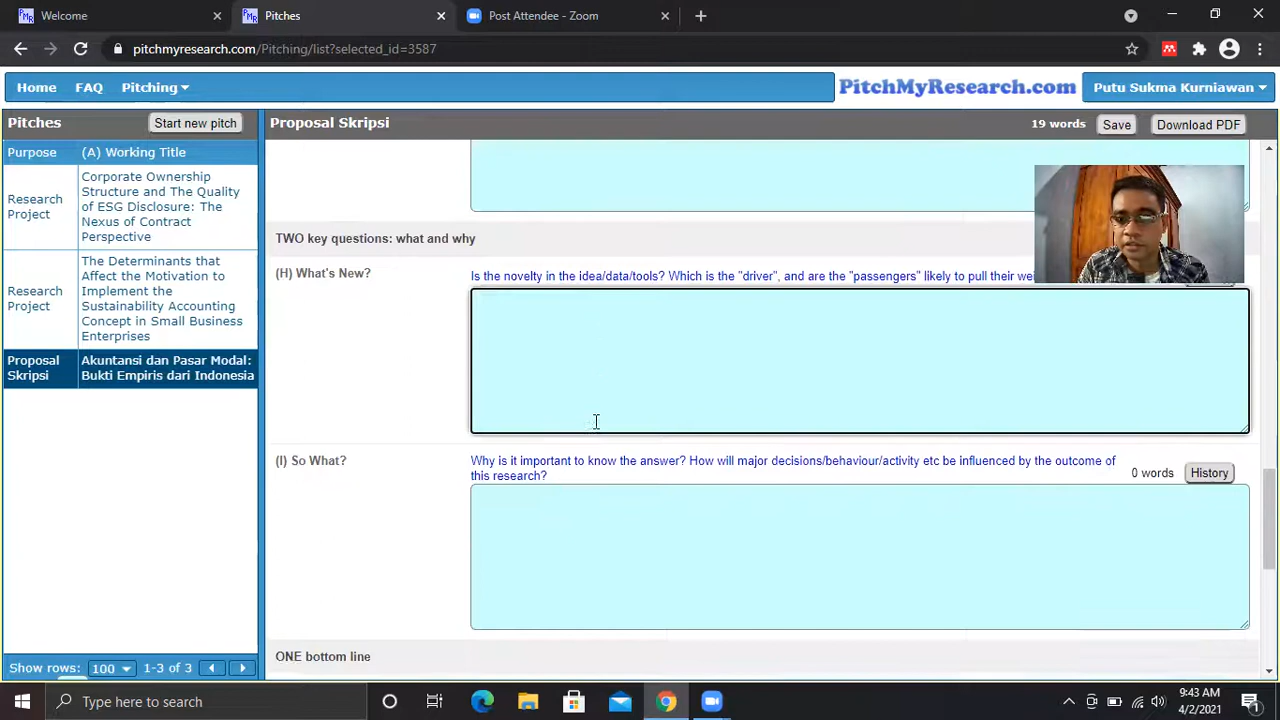 Welcome
Pitches
Post Attendee - Zoom
pitchmyresearch.com/Pitching/list?selected_id=3587
Home FAQ Pitching
PitchMyResearch.com
Putu Sukma Kurniawan
Pitches Start new pitch
Proposal Skripsi 19 words Save Download PDF
Purpose (A) Working Title
Research Project
Corporate Ownership
Structure and The Quality
of ESG Disclosure: The
Nexus of Contract
Perspective
Research Project
The Determinants that
Affect the Motivation to
Implement the
Sustainability Accounting
Concept in Small Business
Enterprises
Proposal Skripsi
Akuntansi dan Pasar Modal:
Bukti Empiris dari Indonesia
TWO key questions: what and why
(H) What's New?
Is the novelty in the idea/data/tools? Which is the "driver", and are the "passengers" likely to pull their
(I) So What?
Why is it important to know the answer? How will major decisions/behaviour/activity etc be influenced by the outcome of
this research?
0 words History
ONE bottom line
Show rows: 100 1-3 of 3
Type here to search
9:43 AM
4/2/2021
1